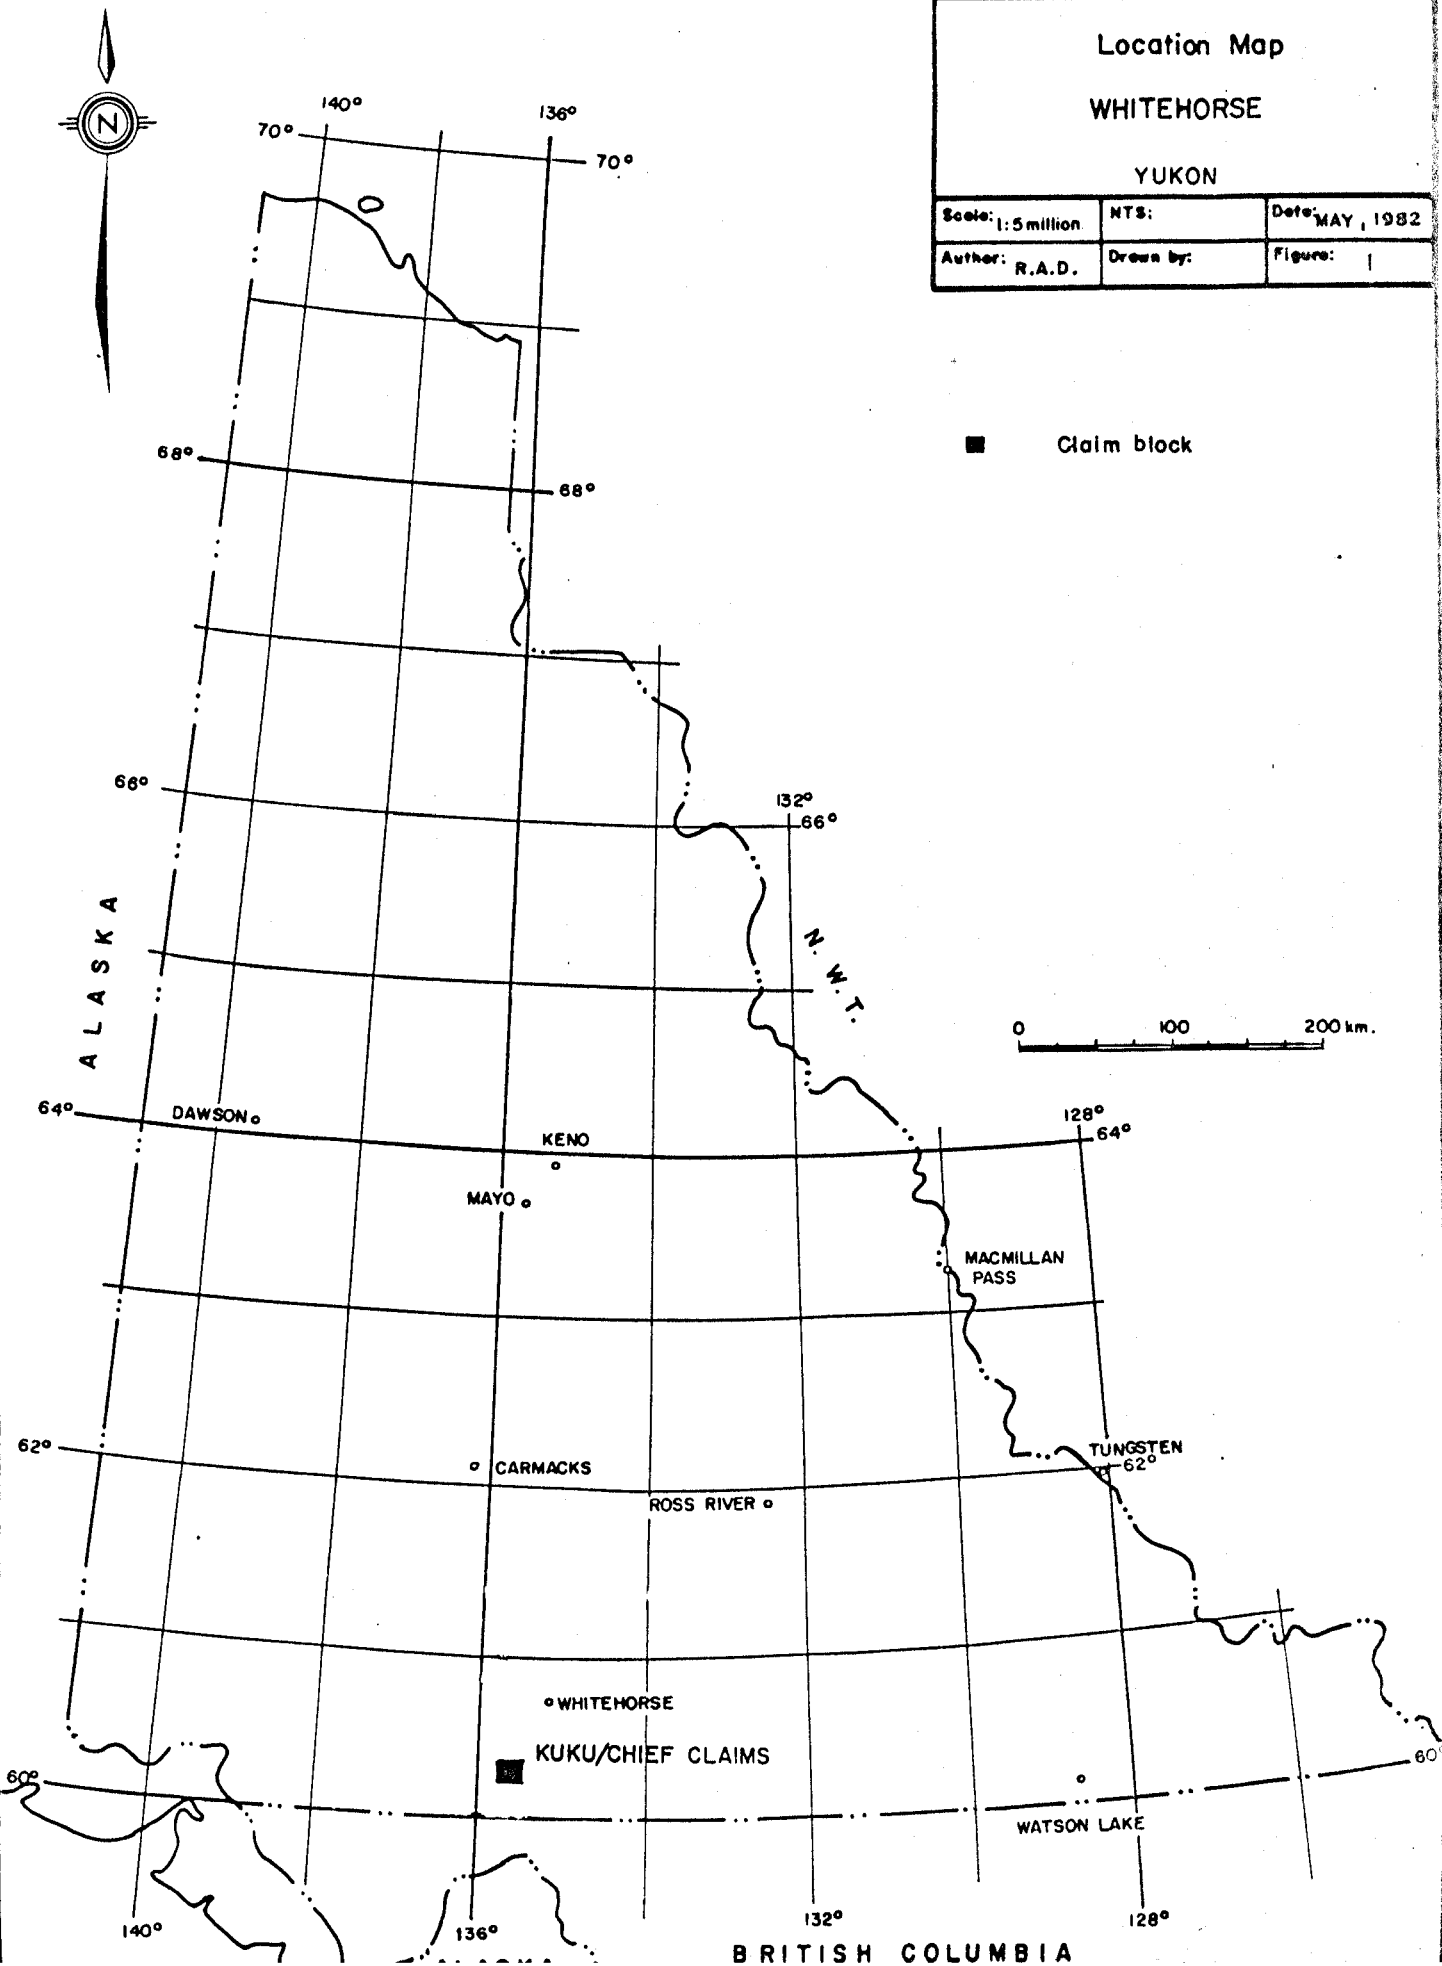 Location Map
WHITEHORSE
YUKON
Scale: 1:5 million
NTS:
Date: MAY, 1982
Author: R.A.D.
Drawn by:
Figure: 1
N
140°
136°
70°
70°
Claim block
68°
68°
66°
132°
66°
ALASKA
N.W.T.
0 100 200 km.
64°
DAWSON
128°
64°
KENO
MAYO
MACMILLAN
PASS
62°
CARMACKS
TUNGSTEN
62°
ROSS RIVER
WHITEHORSE
KUKU/CHIEF CLAIMS
60°
60°
WATSON LAKE
140°
136°
132°
128°
ALASKA
BRITISH COLUMBIA